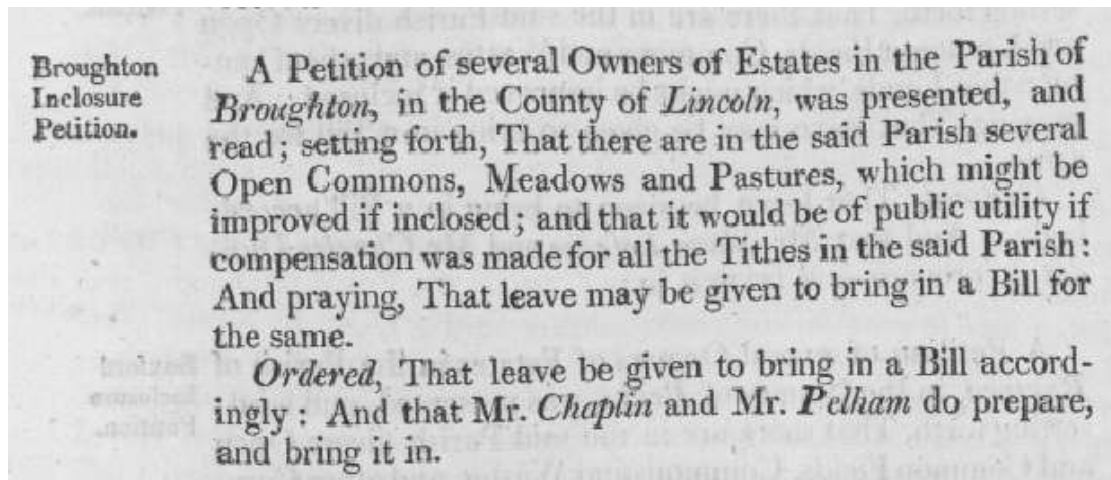 Broughton
Inclosure
Petition.
A Petition of several Owners of Estates in the Parish of
Broughton, in the County of Lincoln, was presented, and
read; setting forth, That there are in the said Parish several
Open Commons, Meadows and Pastures, which might be
improved if inclosed; and that it would be of public utility if
compensation was made for all the Tithes in the said Parish:
And praying, That leave may be given to bring in a Bill for
the same.
Ordered, That leave be given to bring in a Bill accord-
ingly: And that Mr. Chaplin and Mr. Pelham do prepare,
and bring it in.